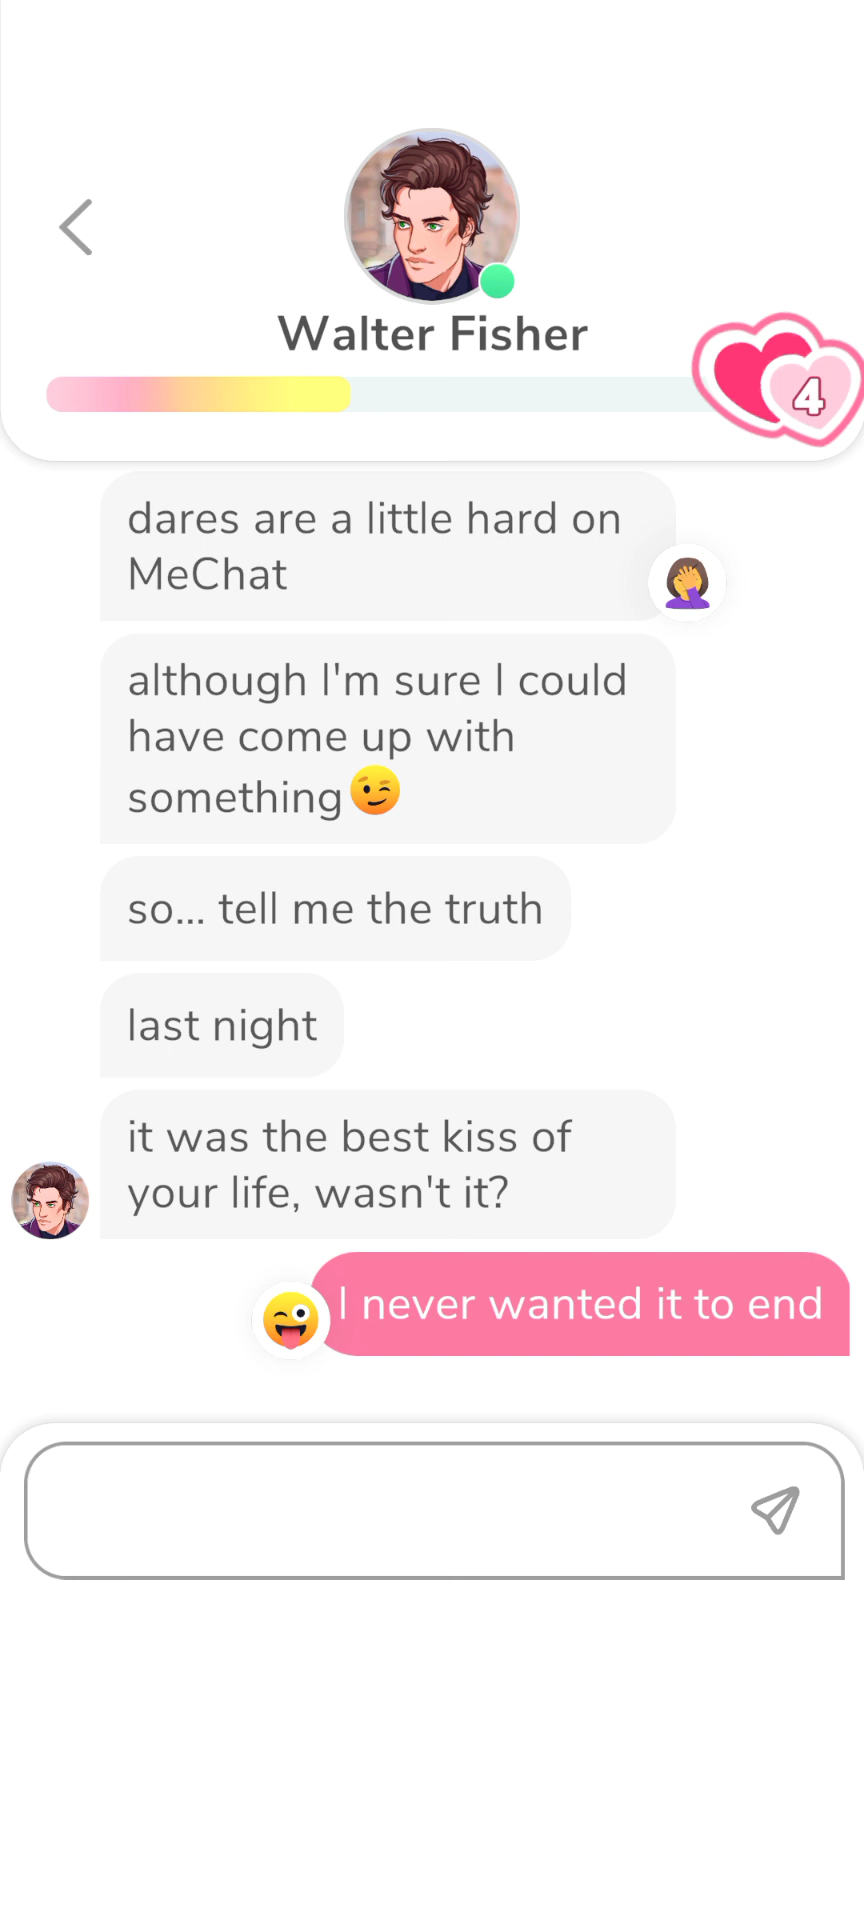 Walter Fisher
4
dares are a little hard on
MeChat
although I'm sure I could
have come up with
something😉
so... tell me the truth
last night
it was the best kiss of
your life, wasn't it?
I never wanted it to end